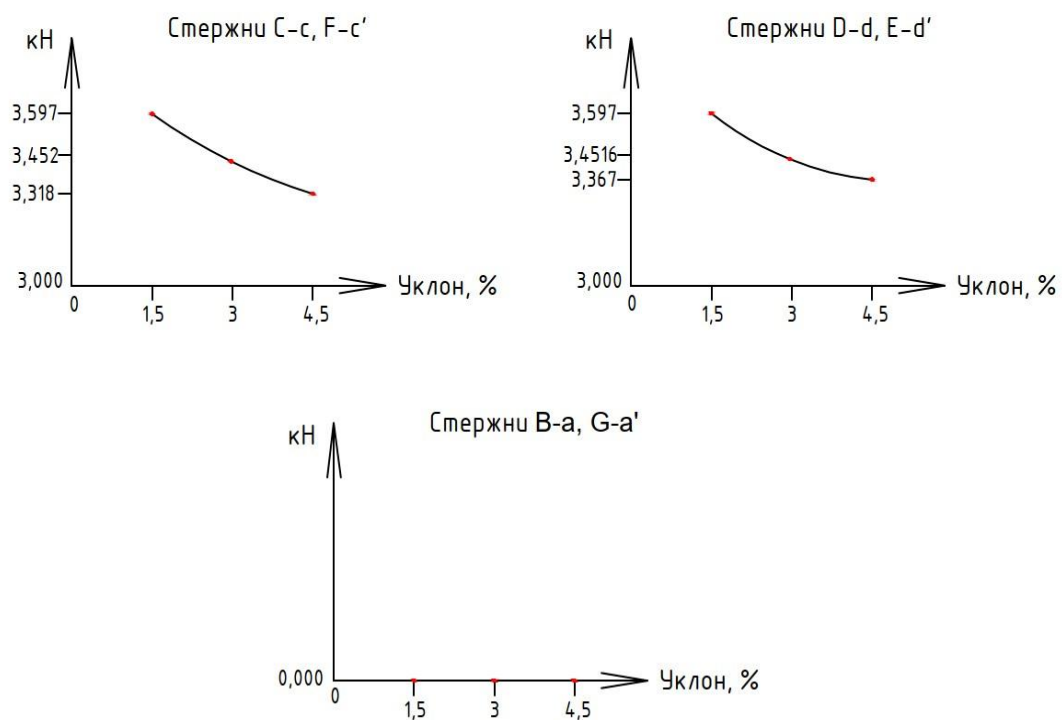 Стержни C-c, F-c'
кН
3,597
3,452
3,318
3,000
0
1,5
3
4,5
Уклон, %
Стержни D-d, E-d'
кН
3,597
3,4516
3,367
3,000
0
1,5
3
4,5
Уклон, %
Стержни B-a, G-a'
кН
0,000
0
1,5
3
4,5
Уклон, %